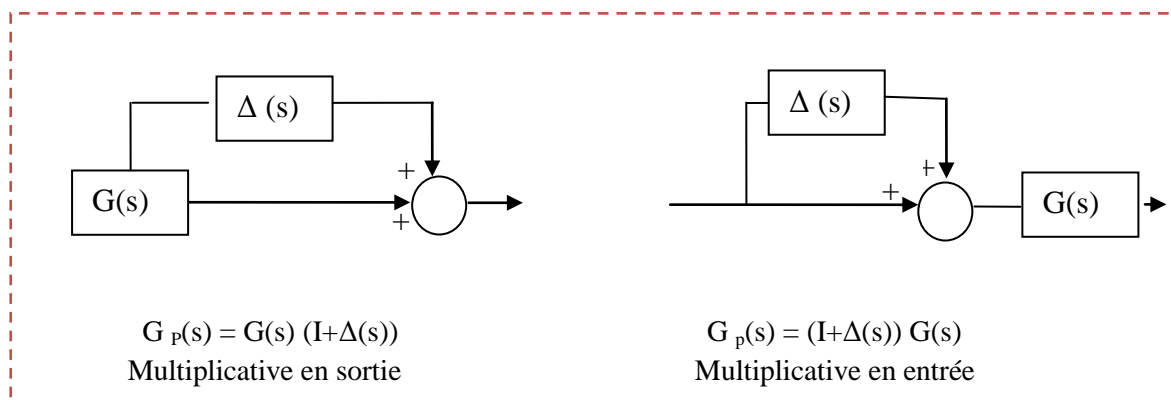 Δ (s)
G(s)
+
+
G P(s) = G(s) (I+Δ(s))
Multiplicative en sortie
Δ (s)
+
+
G(s)
G p(s) = (I+Δ(s)) G(s)
Multiplicative en entrée